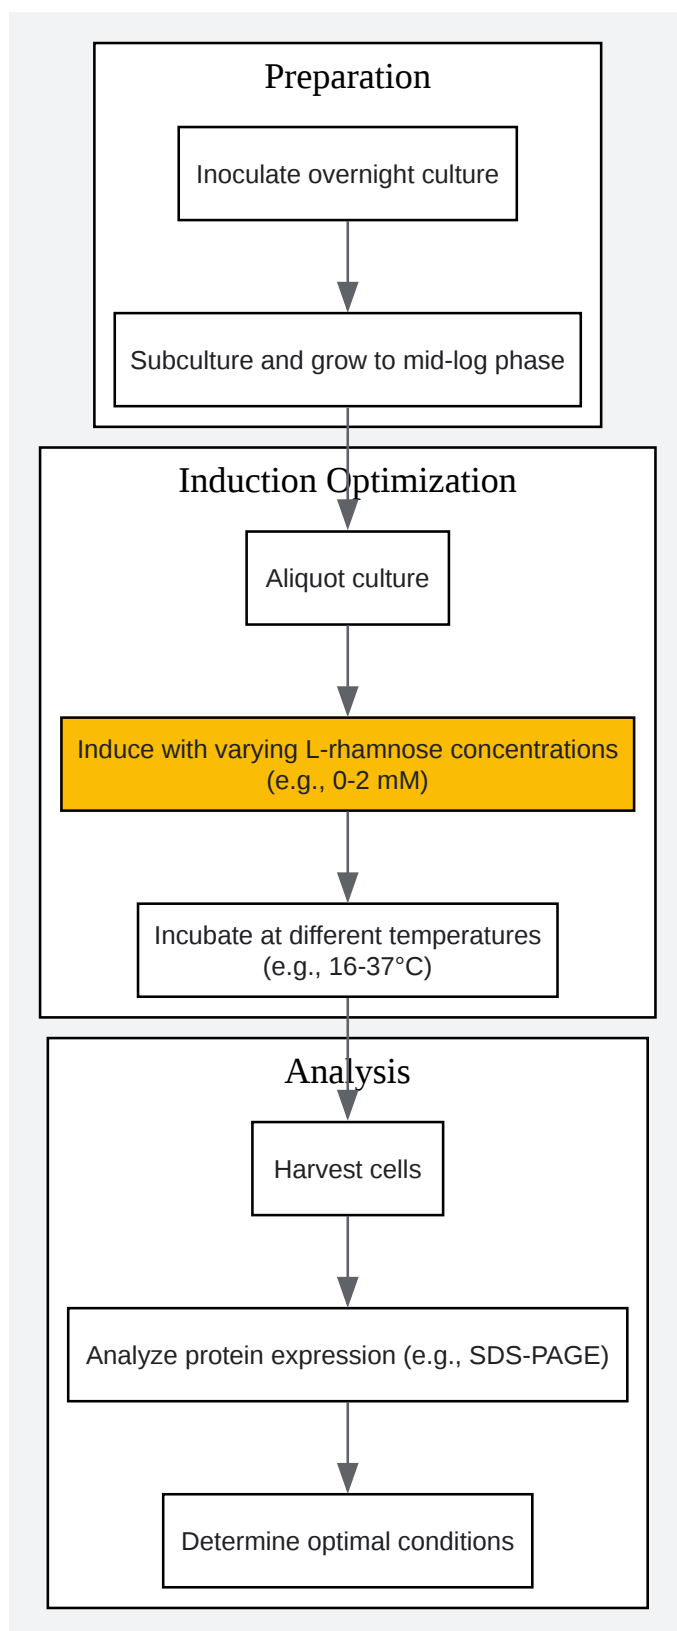 Preparation
Inoculate overnight culture
Subculture and grow to mid-log phase
Induction Optimization
Aliquot culture
Induce with varying L-rhamnose concentrations
(e.g., 0-2 mM)
Incubate at different temperatures
(e.g., 16-37°C)
Analysis
Harvest cells
Analyze protein expression (e.g., SDS-PAGE)
Determine optimal conditions